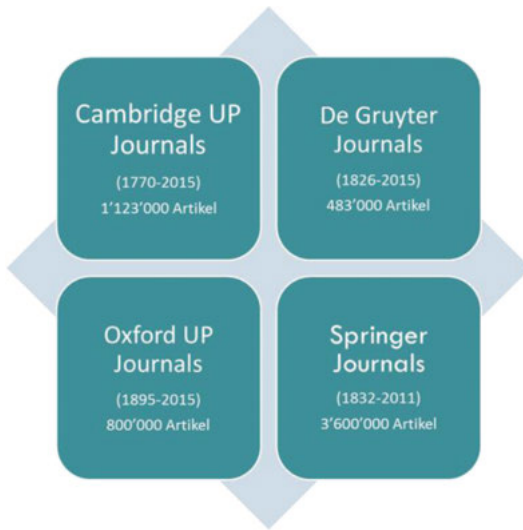 Cambridge UP
Journals
(1770-2015)
1'123'000 Artikel
De Gruyter
Journals
(1826-2015)
483'000 Artikel
Oxford UP
Journals
(1895-2015)
800'000 Artikel
Springer
Journals
(1832-2011)
3'600'000 Artikel